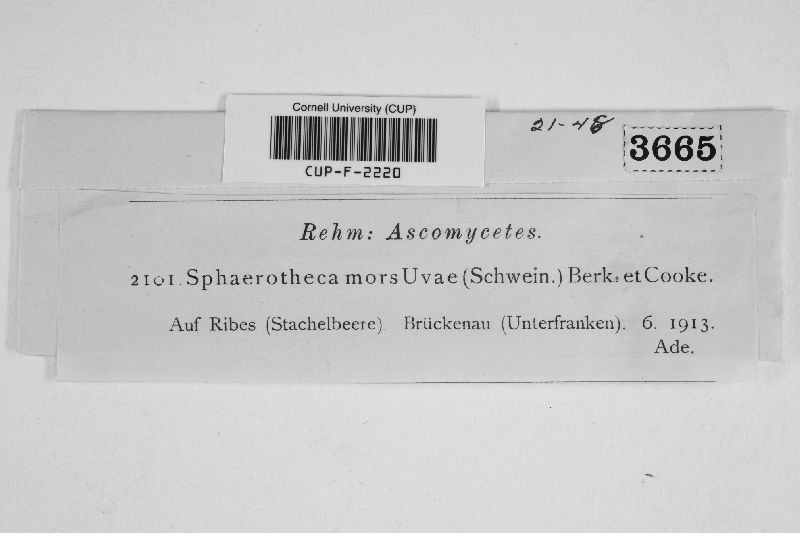 Cornell University (CUP)
CUP-F-2220
21-48
3665
Rehm: Ascomycetes.
2101. Sphaerotheca mors Uvae (Schwein.) Berk. et Cooke.
Auf Ribes (Stachelbeere). Brückenau (Unterfranken). 6. 1913.
Ade.